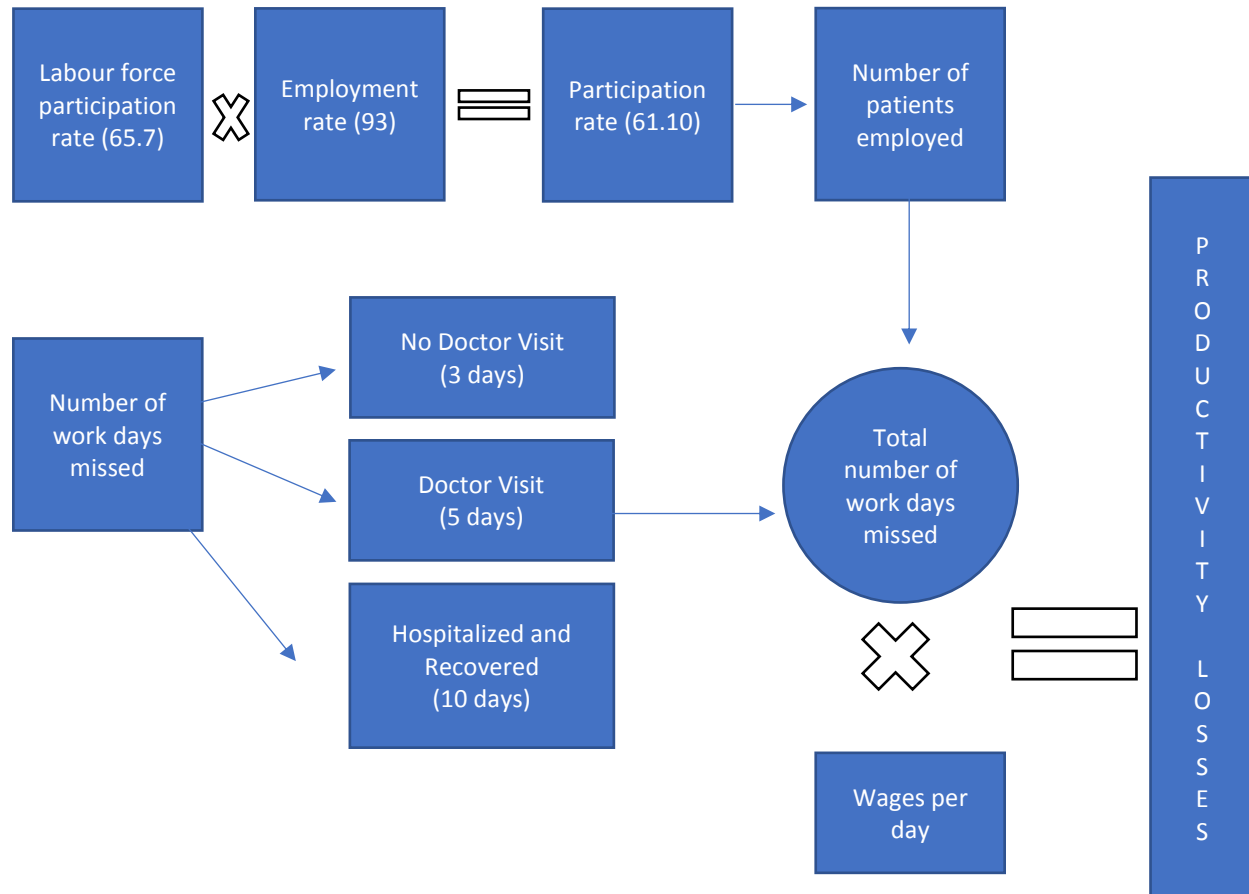 Labour force
participation
rate (65.7)
Employment
rate (93)
Participation
rate (61.10)
Number of
patients
employed
Number of
work days
missed
No Doctor Visit
(3 days)
Doctor Visit
(5 days)
Hospitalized and
Recovered
(10 days)
Total
number of
work days
missed
Wages per
day
P
R
O
D
U
C
T
I
V
I
T
Y
L
O
S
S
E
S